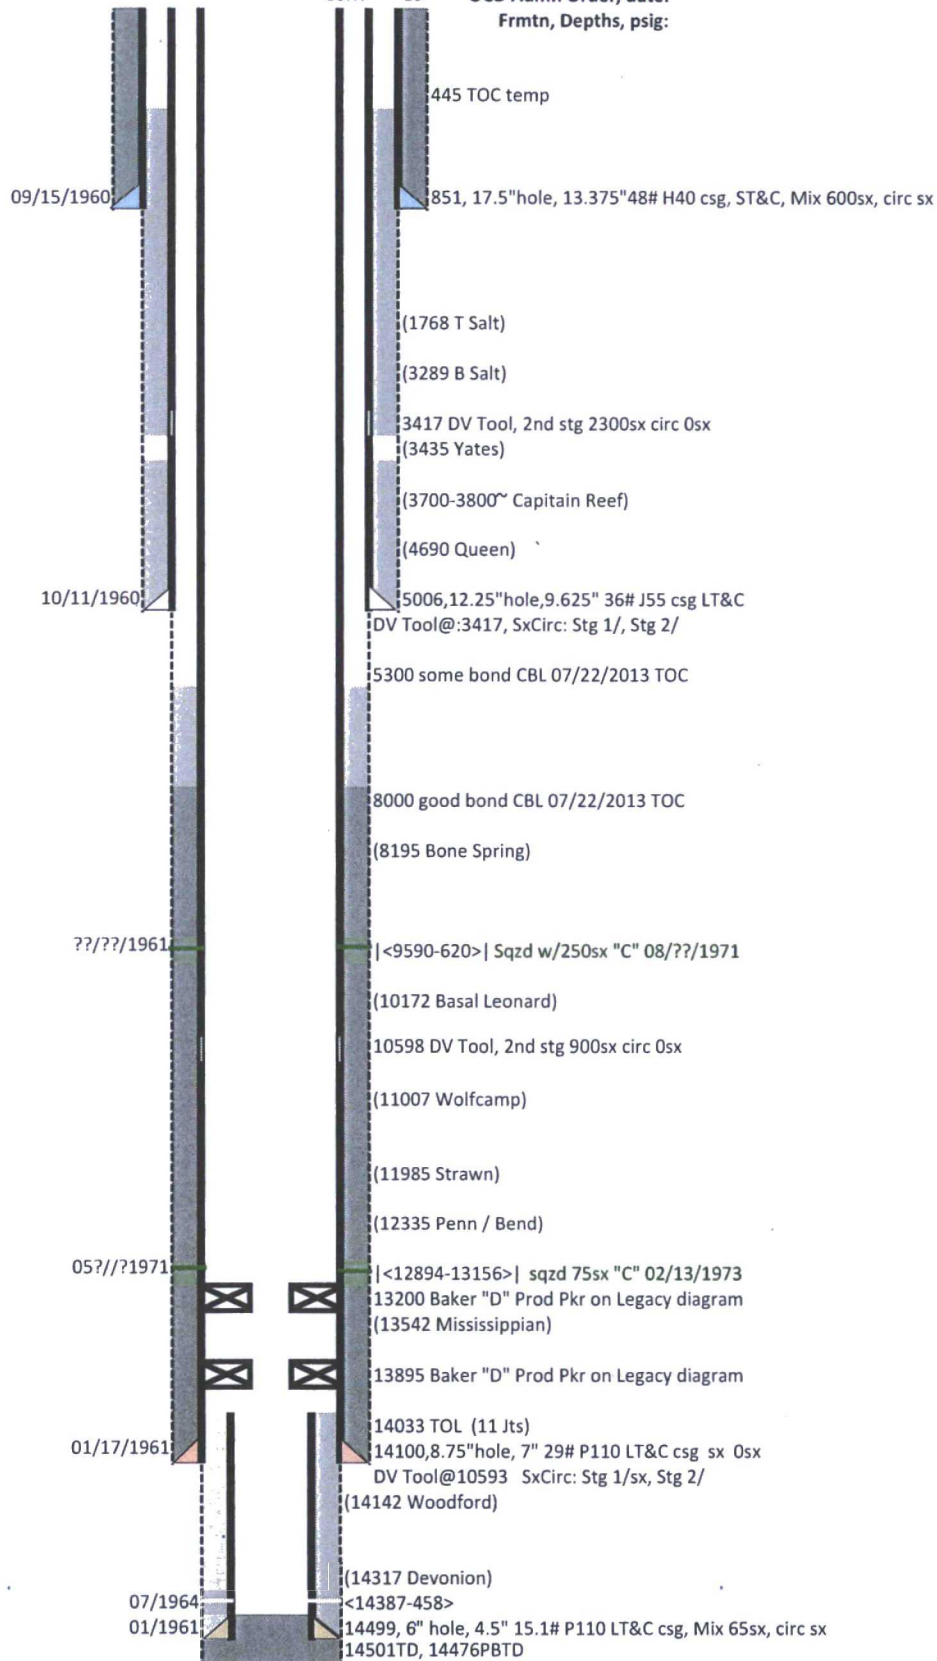 Frmtn, Depths, psig:
445 TOC temp
09/15/1960
851, 17.5"hole, 13.375"48# H40 csg, ST&C, Mix 600sx, circ sx
(1768 T Salt)
(3289 B Salt)
3417 DV Tool, 2nd stg 2300sx circ 0sx
(3435 Yates)
(3700-3800~ Capitain Reef)
(4690 Queen)
10/11/1960
5006,12.25"hole,9.625" 36# J55 csg LT&C
DV Tool@:3417, SxCirc: Stg 1/, Stg 2/
5300 some bond CBL 07/22/2013 TOC
8000 good bond CBL 07/22/2013 TOC
(8195 Bone Spring)
??/??/1961
|<9590-620>| Sqzd w/250sx "C" 08/??/1971
(10172 Basal Leonard)
10598 DV Tool, 2nd stg 900sx circ 0sx
(11007 Wolfcamp)
(11985 Strawn)
(12335 Penn / Bend)
05?//?1971
|<12894-13156>| sqzd 75sx "C" 02/13/1973
13200 Baker "D" Prod Pkr on Legacy diagram
(13542 Mississippian)
13895 Baker "D" Prod Pkr on Legacy diagram
14033 TOL (11 Jts)
01/17/1961
14100,8.75"hole, 7" 29# P110 LT&C csg sx 0sx
DV Tool@10593 SxCirc: Stg 1/sx, Stg 2/
(14142 Woodford)
(14317 Devonion)
07/1964
<14387-458>
01/1961
14499, 6" hole, 4.5" 15.1# P110 LT&C csg, Mix 65sx, circ sx
14501TD, 14476PBTD